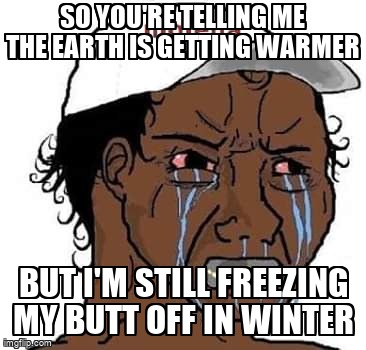 SO YOU'RE TELLING ME
THE EARTH IS GETTING WARMER
BUT I'M STILL FREEZING
MY BUTT OFF IN WINTER
imgflip.com